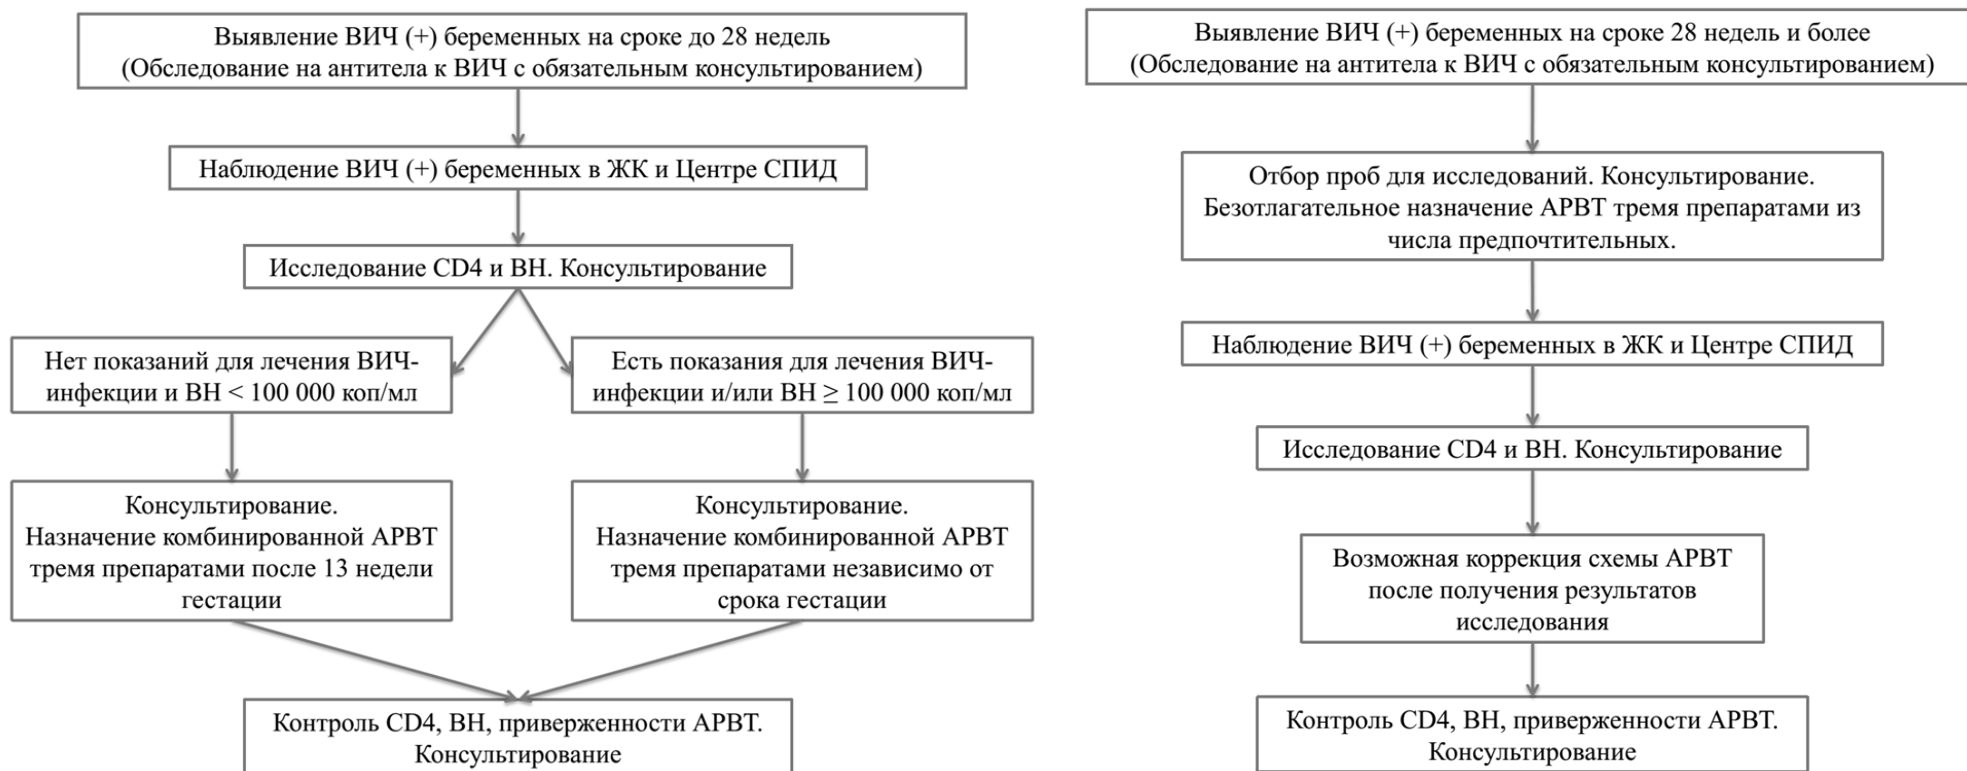 Выявление ВИЧ (+) беременных на сроке до 28 недель
(Обследование на антитела к ВИЧ с обязательным консультированием)
Наблюдение ВИЧ (+) беременных в ЖК и Центре СПИД
Исследование CD4 и ВН. Консультирование
Нет показаний для лечения ВИЧ-
инфекции и ВН < 100 000 коп/мл
Есть показания для лечения ВИЧ-
инфекции и/или ВН ≥ 100 000 коп/мл
Консультирование.
Назначение комбинированной АРВТ
тремя препаратами после 13 недели
гестации
Консультирование.
Назначение комбинированной АРВТ
тремя препаратами независимо от
срока гестации
Контроль CD4, ВН, приверженности АРВТ.
Консультирование
Выявление ВИЧ (+) беременных на сроке 28 недель и более
(Обследование на антитела к ВИЧ с обязательным консультированием)
Отбор проб для исследований. Консультирование.
Безотлагательное назначение АРВТ тремя препаратами из
числа предпочтительных.
Наблюдение ВИЧ (+) беременных в ЖК и Центре СПИД
Исследование CD4 и ВН. Консультирование
Возможная коррекция схемы АРВТ
после получения результатов
исследования
Контроль CD4, ВН, приверженности АРВТ.
Консультирование